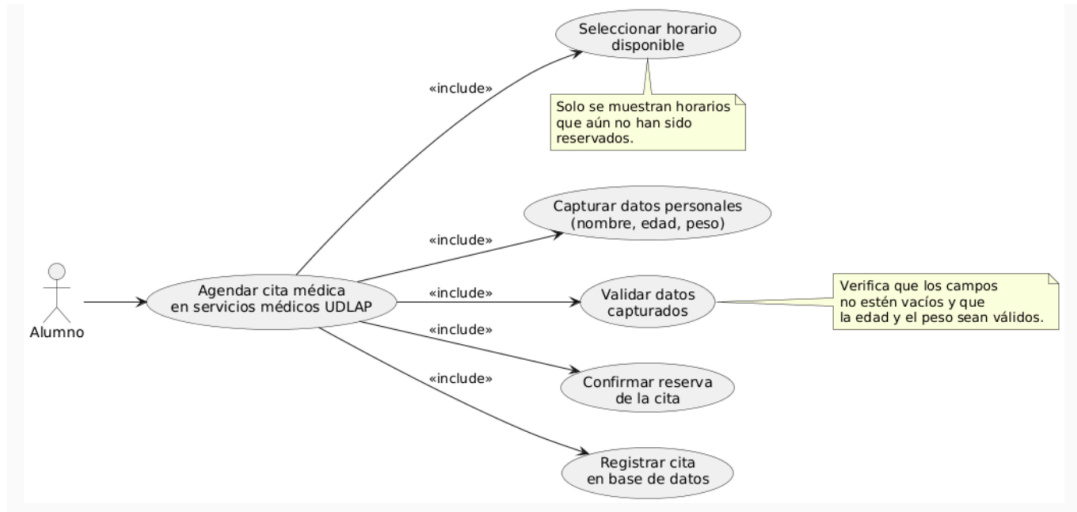 Seleccionar horario
disponible
«include»
Solo se muestran horarios
que aún no han sido
reservados.
Capturar datos personales
(nombre, edad, peso)
«include»
Alumno
Agendar cita médica
en servicios médicos UDLAP
«include»
Validar datos
capturados
Verifica que los campos
no estén vacíos y que
la edad y el peso sean válidos.
«include»
Confirmar reserva
de la cita
«include»
Registrar cita
en base de datos